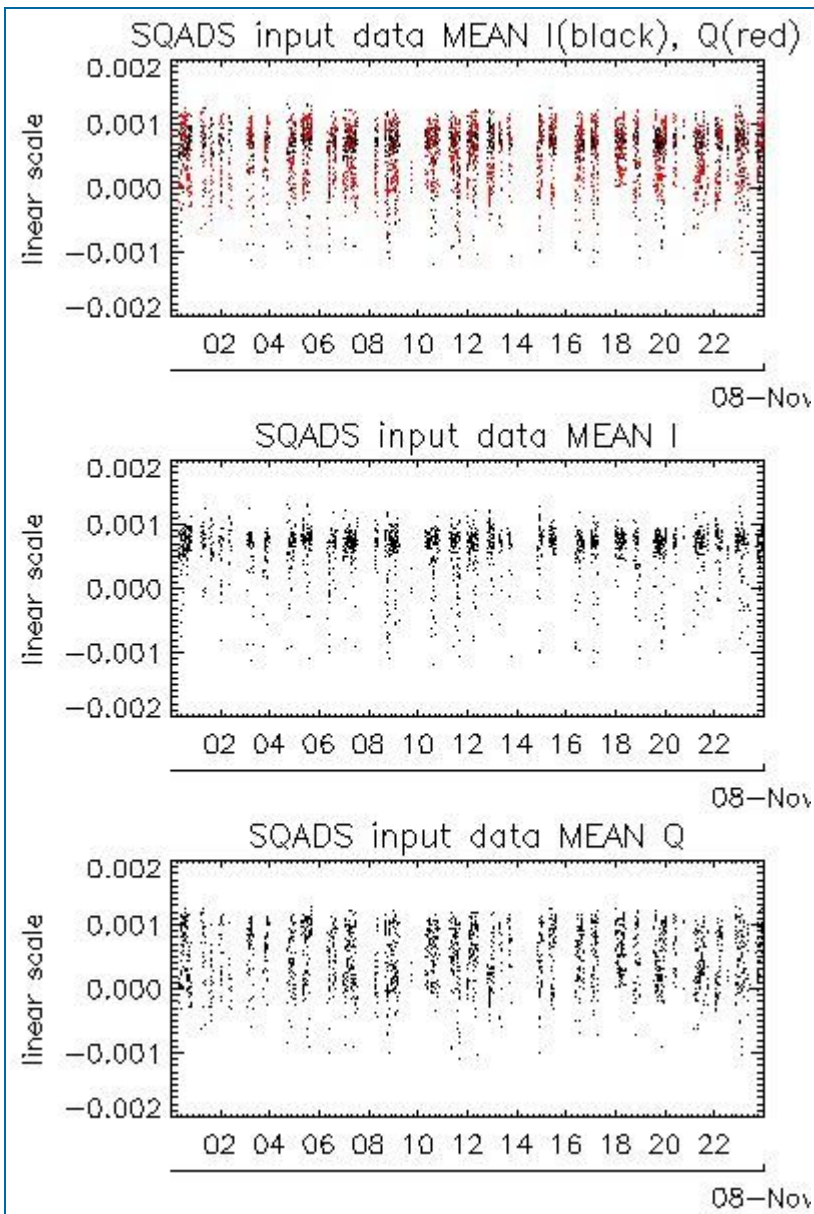 SQADS input data MEAN I(black), Q(red)
linear scale
0.002
0.001
0.000
−0.001
−0.002
02 04 06 08 10 12 14 16 18 20 22
08−Nov
SQADS input data MEAN I
linear scale
0.002
0.001
0.000
−0.001
−0.002
02 04 06 08 10 12 14 16 18 20 22
08−Nov
SQADS input data MEAN Q
linear scale
0.002
0.001
0.000
−0.001
−0.002
02 04 06 08 10 12 14 16 18 20 22
08−Nov